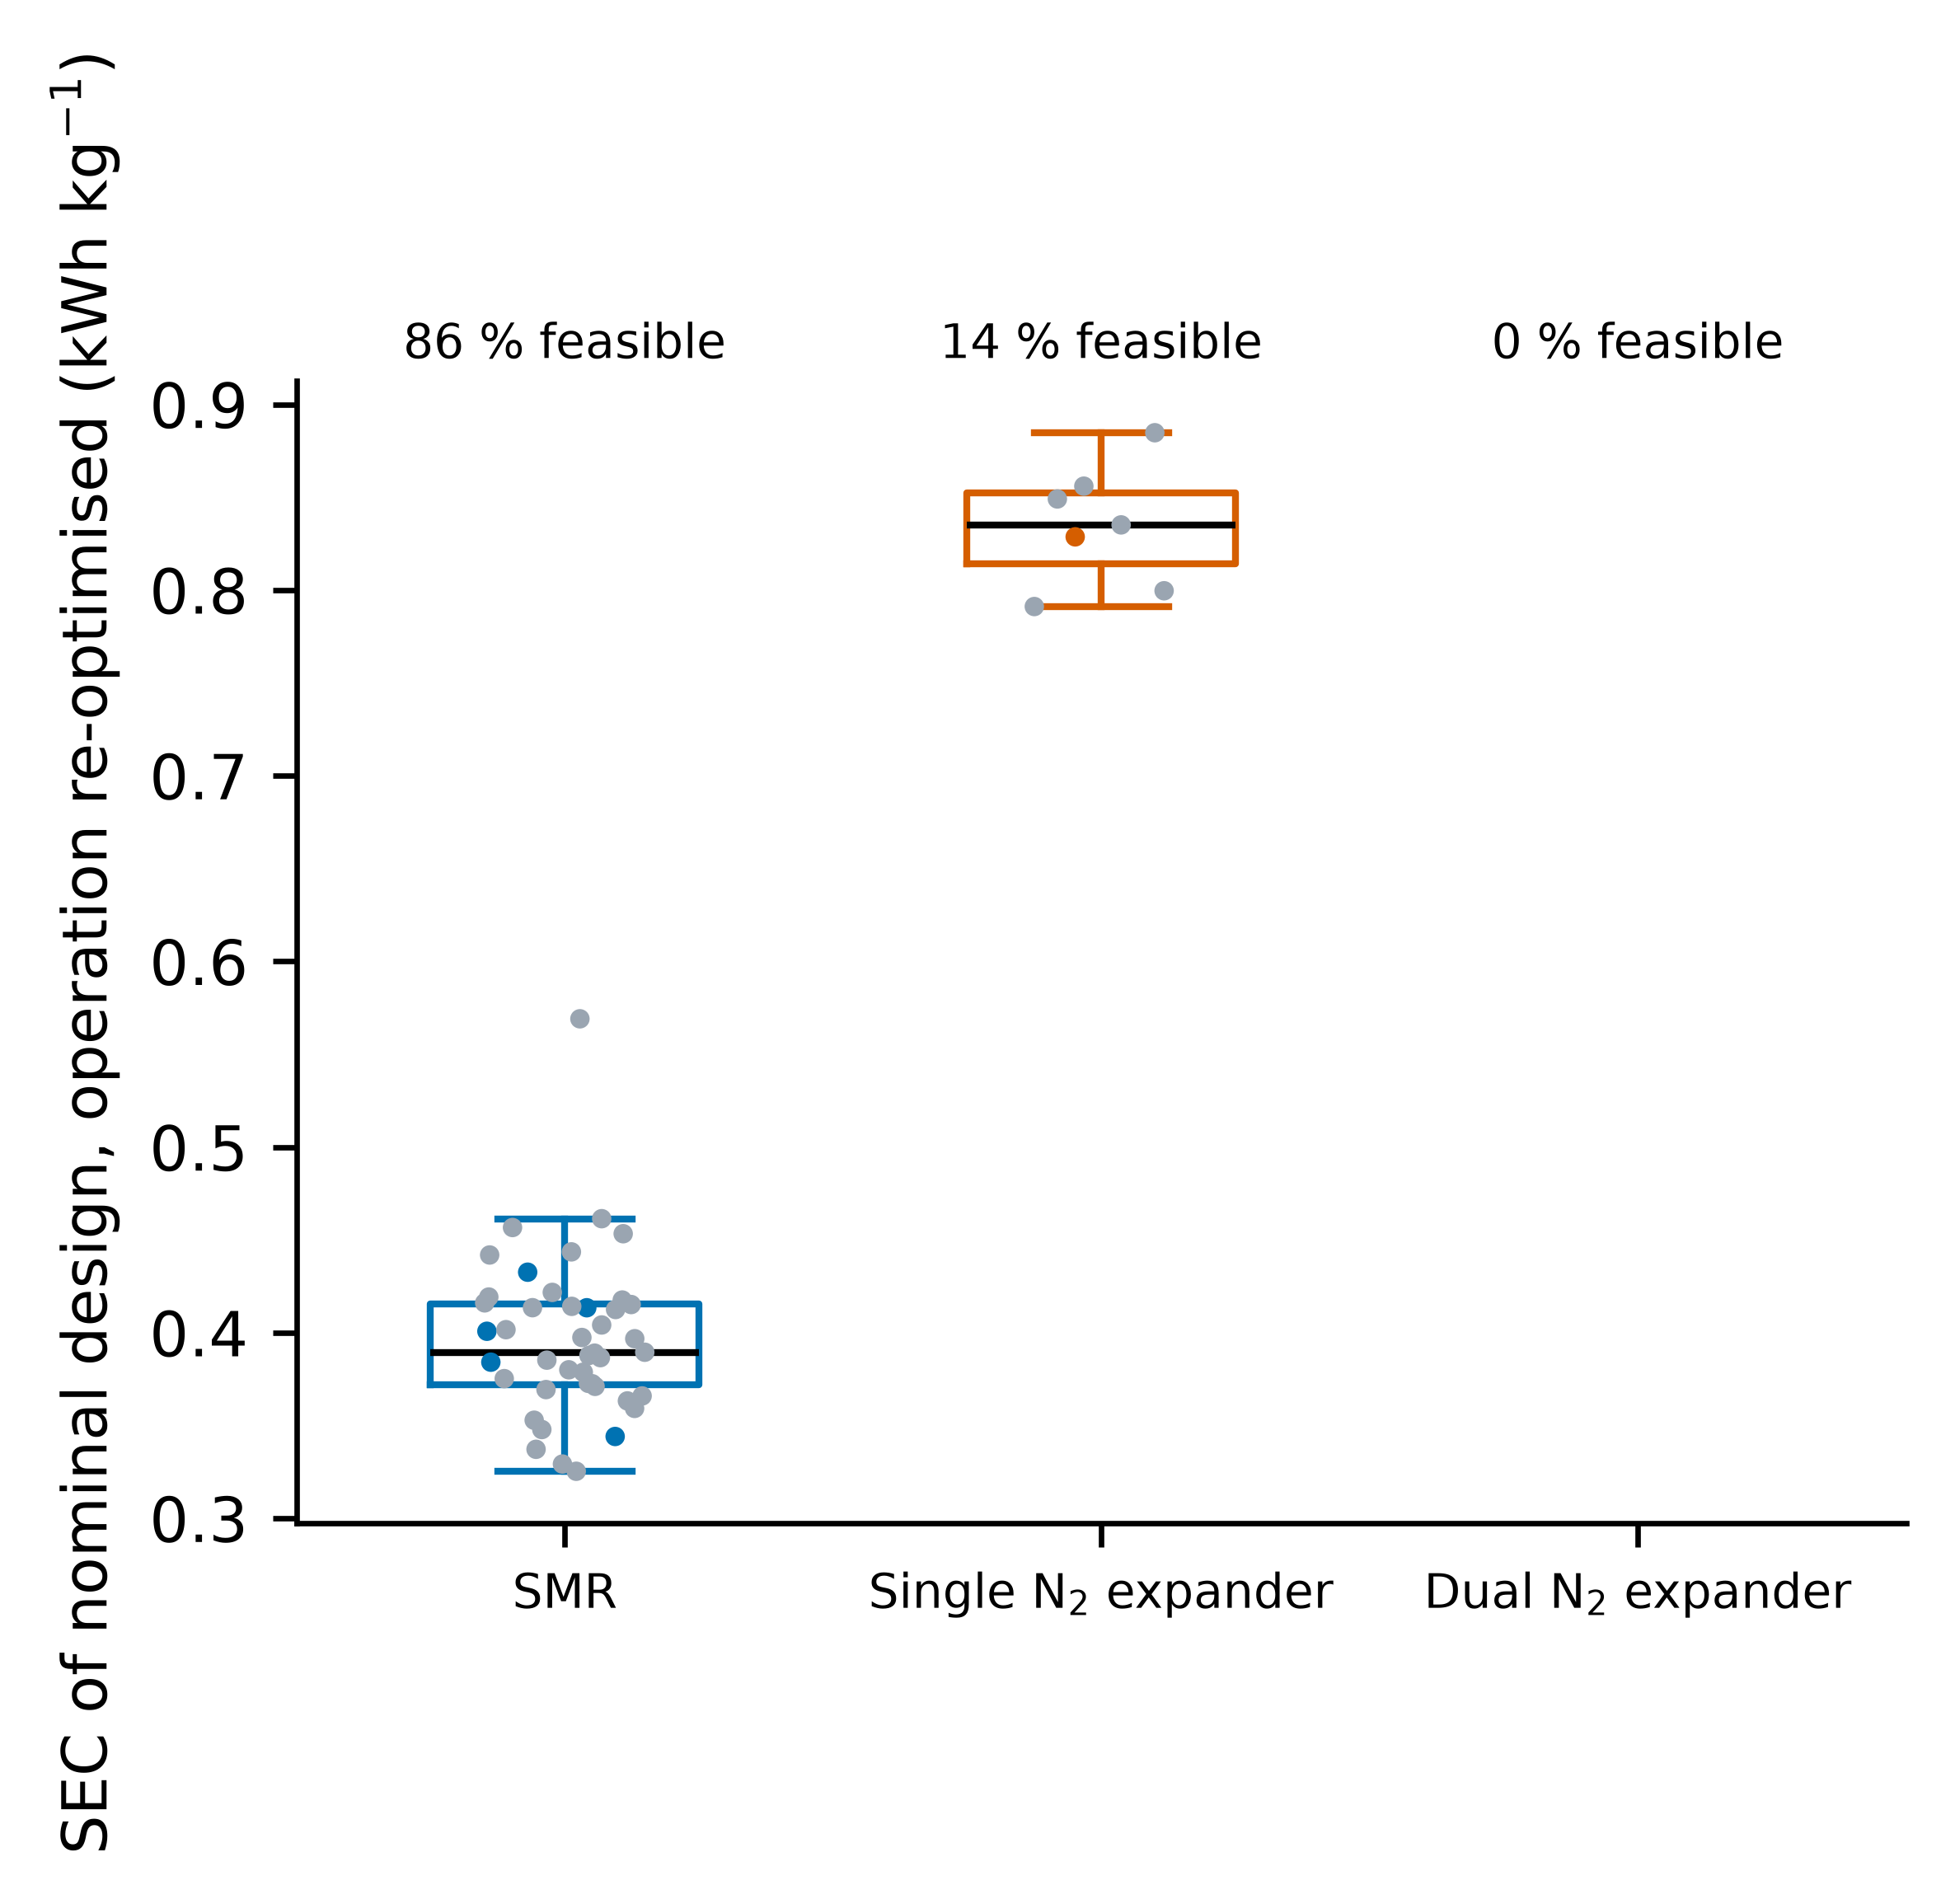 SEC of nominal design, operation re-optimised (kWh kg⁻¹)
86 % feasible
14 % feasible
0 % feasible
0.9
0.8
0.7
0.6
0.5
0.4
0.3
SMR
Single N₂ expander
Dual N₂ expander